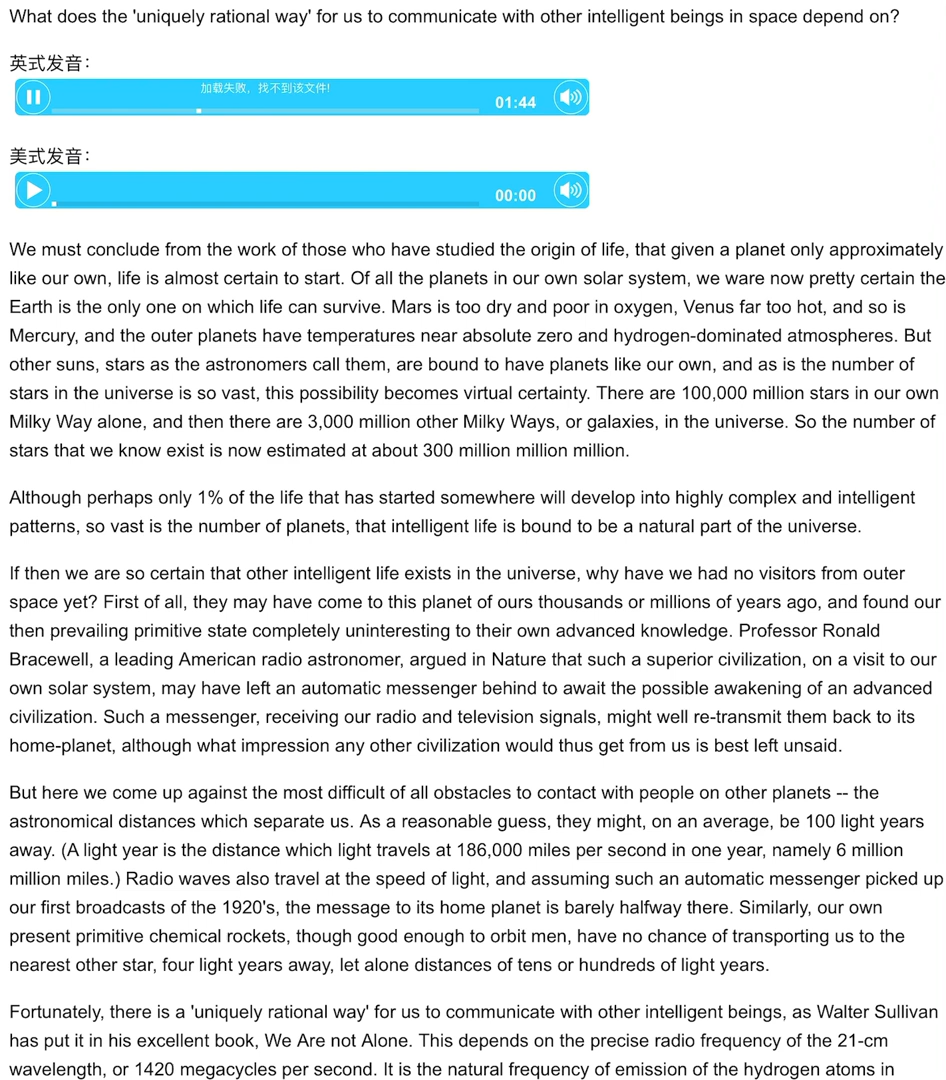 What does the 'uniquely rational way' for us to communicate with other intelligent beings in space depend on?
英式发音：
加载失败，找不到该文件!
01:44
美式发音：
00:00
We must conclude from the work of those who have studied the origin of life, that given a planet only approximately
like our own, life is almost certain to start. Of all the planets in our own solar system, we ware now pretty certain the
Earth is the only one on which life can survive. Mars is too dry and poor in oxygen, Venus far too hot, and so is
Mercury, and the outer planets have temperatures near absolute zero and hydrogen-dominated atmospheres. But
other suns, stars as the astronomers call them, are bound to have planets like our own, and as is the number of
stars in the universe is so vast, this possibility becomes virtual certainty. There are 100,000 million stars in our own
Milky Way alone, and then there are 3,000 million other Milky Ways, or galaxies, in the universe. So the number of
stars that we know exist is now estimated at about 300 million million million.
Although perhaps only 1% of the life that has started somewhere will develop into highly complex and intelligent
patterns, so vast is the number of planets, that intelligent life is bound to be a natural part of the universe.
If then we are so certain that other intelligent life exists in the universe, why have we had no visitors from outer
space yet? First of all, they may have come to this planet of ours thousands or millions of years ago, and found our
then prevailing primitive state completely uninteresting to their own advanced knowledge. Professor Ronald
Bracewell, a leading American radio astronomer, argued in Nature that such a superior civilization, on a visit to our
own solar system, may have left an automatic messenger behind to await the possible awakening of an advanced
civilization. Such a messenger, receiving our radio and television signals, might well re-transmit them back to its
home-planet, although what impression any other civilization would thus get from us is best left unsaid.
But here we come up against the most difficult of all obstacles to contact with people on other planets -- the
astronomical distances which separate us. As a reasonable guess, they might, on an average, be 100 light years
away. (A light year is the distance which light travels at 186,000 miles per second in one year, namely 6 million
million miles.) Radio waves also travel at the speed of light, and assuming such an automatic messenger picked up
our first broadcasts of the 1920's, the message to its home planet is barely halfway there. Similarly, our own
present primitive chemical rockets, though good enough to orbit men, have no chance of transporting us to the
nearest other star, four light years away, let alone distances of tens or hundreds of light years.
Fortunately, there is a 'uniquely rational way' for us to communicate with other intelligent beings, as Walter Sullivan
has put it in his excellent book, We Are not Alone. This depends on the precise radio frequency of the 21-cm
wavelength, or 1420 megacycles per second. It is the natural frequency of emission of the hydrogen atoms in